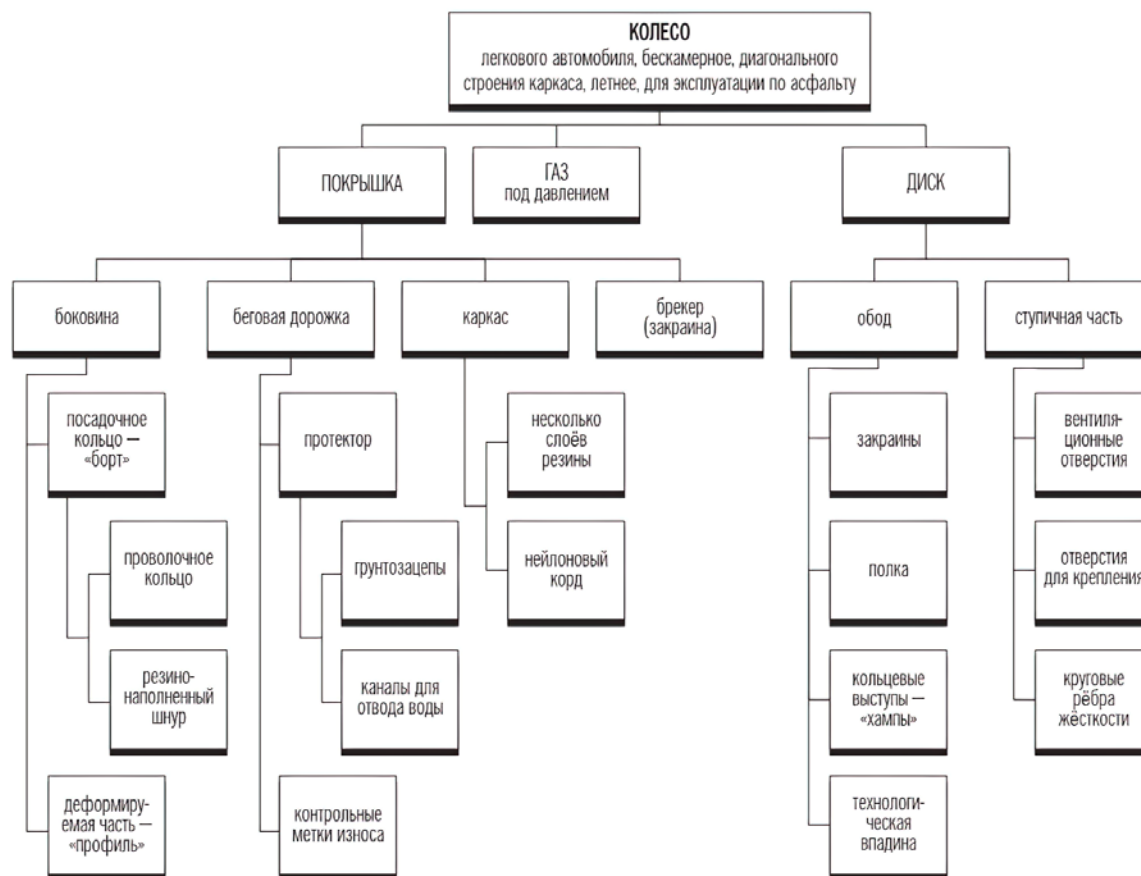 КОЛЕСО
легкового автомобиля, бескамерное, диагонального
строения каркаса, летнее, для эксплуатации по асфальту
ПОКРЫШКА
ГАЗ
под давлением
ДИСК
боковина
беговая дорожка
каркас
брекер
(закраина)
обод
ступичная часть
посадочное
кольцо —
«борт»
протектор
несколько
слоёв
резины
закраины
вентиля-
ционные
отверстия
проволочное
кольцо
грунтозацепы
нейлоновый
корд
полка
отверстия
для крепления
резино-
наполненный
шнур
каналы для
отвода воды
кольцевые
выступы —
«хампы»
круговые
рёбра
жёсткости
деформиру-
емая часть —
«профиль»
контрольные
метки износа
технологи-
ческая
впадина